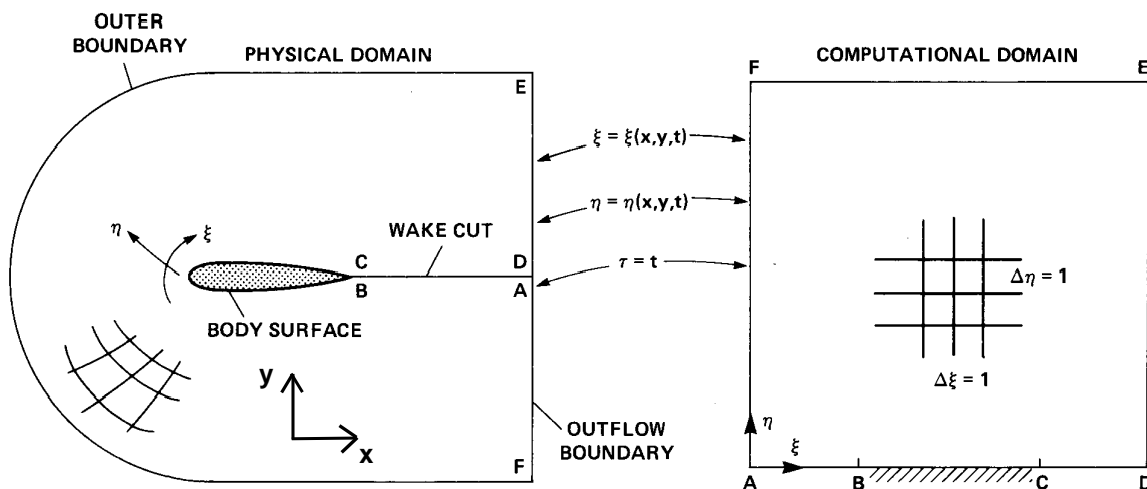 OUTER
BOUNDARY
PHYSICAL DOMAIN
COMPUTATIONAL DOMAIN
E
F
E
ξ = ξ(x,y,t)
η = η(x,y,t)
τ = t
η
ξ
WAKE CUT
C
B
D
A
BODY SURFACE
y
x
OUTFLOW
BOUNDARY
F
Δη = 1
Δξ = 1
η
ξ
A
B
C
D